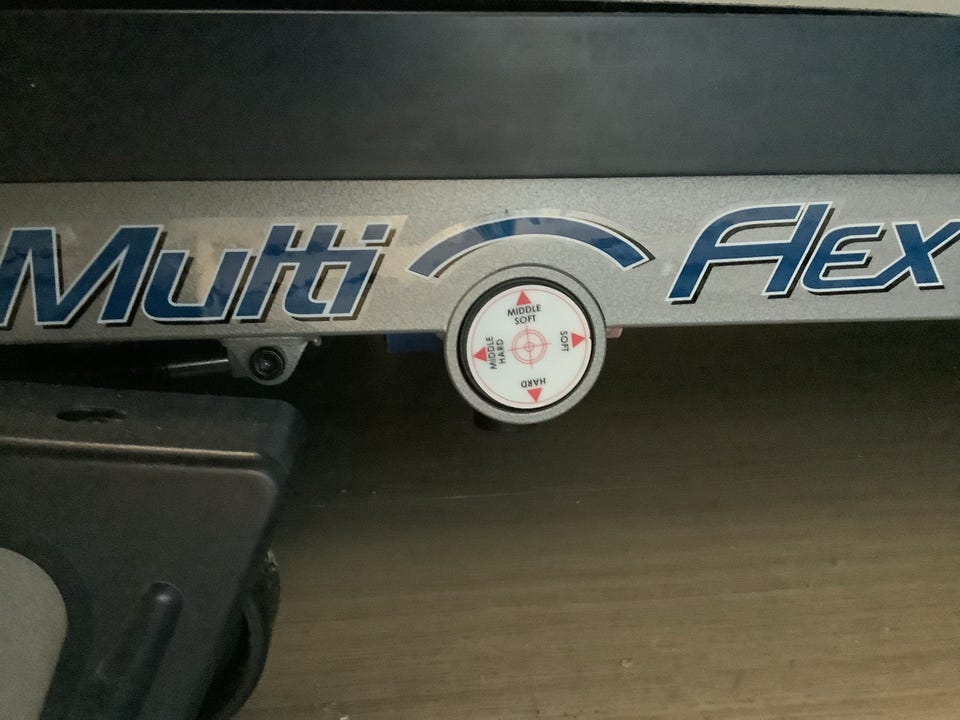 Multi Flex
MIDDLE
SOFT
MIDDLE
HARD
SOFT
HARD